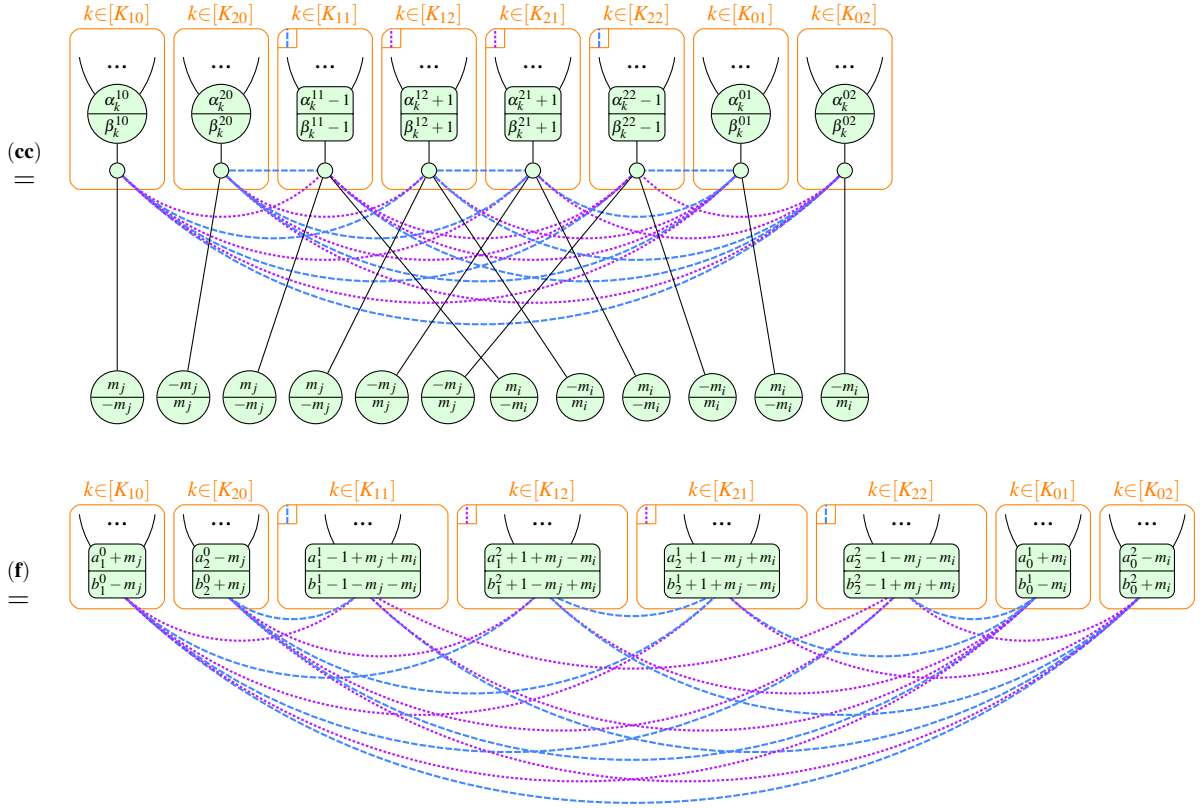 k∈[K₁₀] k∈[K₂₀] k∈[K₁₁] k∈[K₁₂] k∈[K₂₁] k∈[K₂₂] k∈[K₀₁] k∈[K₀₂]
... ... ... ... ... ... ... ...
α_k^{10} α_k^{20} α_k^{11} − 1 α_k^{12} + 1 α_k^{21} + 1 α_k^{22} − 1 α_k^{01} α_k^{02}
β_k^{10} β_k^{20} β_k^{11} − 1 β_k^{12} + 1 β_k^{21} + 1 β_k^{22} − 1 β_k^{01} β_k^{02}
(cc)
=
m_j −m_j m_j m_j −m_j −m_j m_i −m_i m_i −m_i m_i −m_i
−m_j m_j −m_j −m_j m_j m_j −m_i m_i −m_i m_i −m_i m_i
k∈[K₁₀] k∈[K₂₀] k∈[K₁₁] k∈[K₁₂] k∈[K₂₁] k∈[K₂₂] k∈[K₀₁] k∈[K₀₂]
... ... ... ... ... ... ... ...
a_1^0 + m_j a_2^0 − m_j a_1^1 − 1 + m_j + m_i a_1^2 + 1 + m_j − m_i a_2^1 + 1 − m_j + m_i a_2^2 − 1 − m_j − m_i a_0^1 + m_i a_0^2 − m_i
b_1^0 − m_j b_2^0 + m_j b_1^1 − 1 − m_j − m_i b_1^2 + 1 − m_j + m_i b_2^1 + 1 + m_j − m_i b_2^2 − 1 + m_j + m_i b_0^1 − m_i b_0^2 + m_i
(f)
=